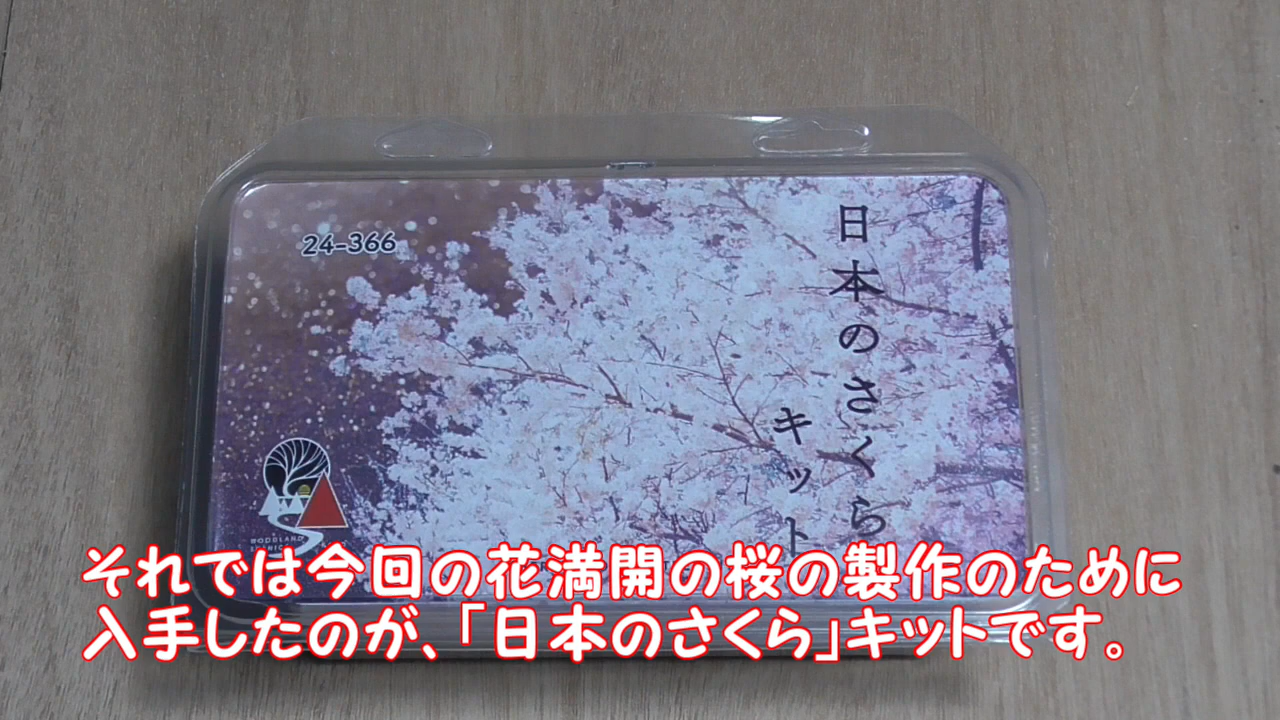 24-366
日本のさくら
キット
WOODLAND
それでは今回の花満開の桜の製作のために
入手したのが、「日本のさくら」キットです。